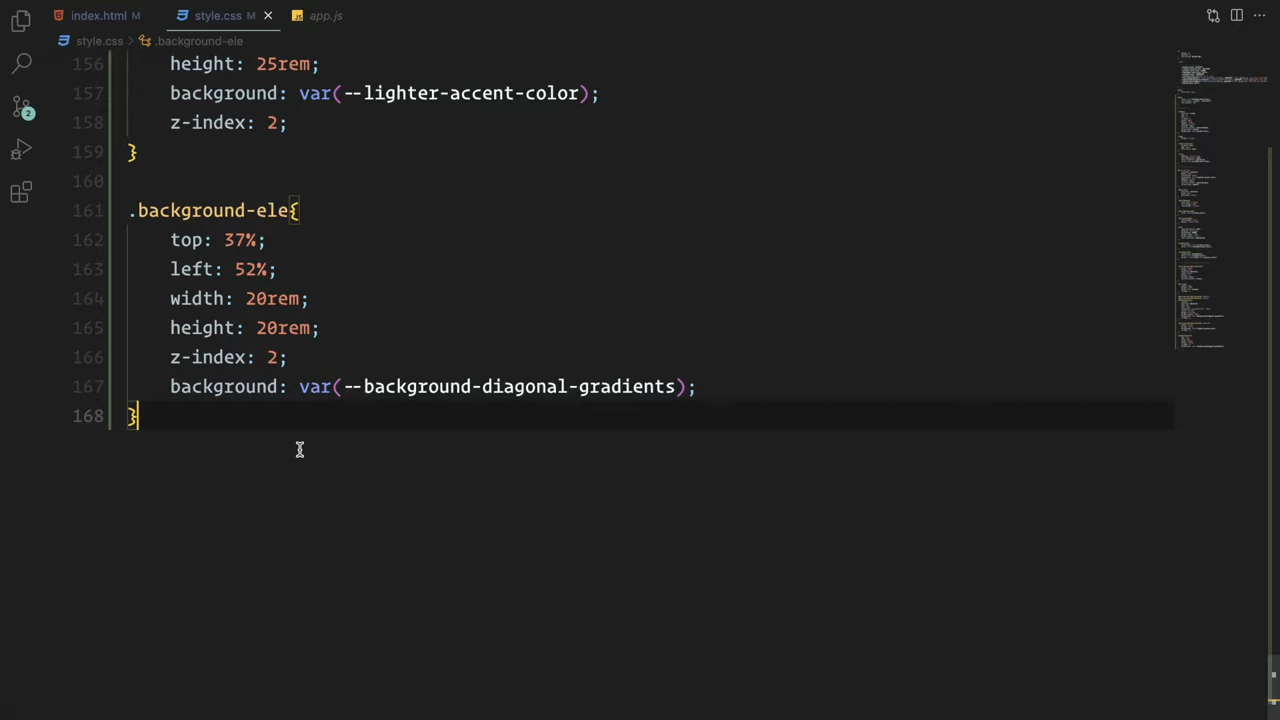 index.html M
style.css M
app.js
style.css > .background-ele
156 height: 25rem;
157 background: var(--lighter-accent-color);
158 z-index: 2;
159 }
160
161 .background-ele{
162 top: 37%;
163 left: 52%;
164 width: 20rem;
165 height: 20rem;
166 z-index: 2;
167 background: var(--background-diagonal-gradients);
168 }
2